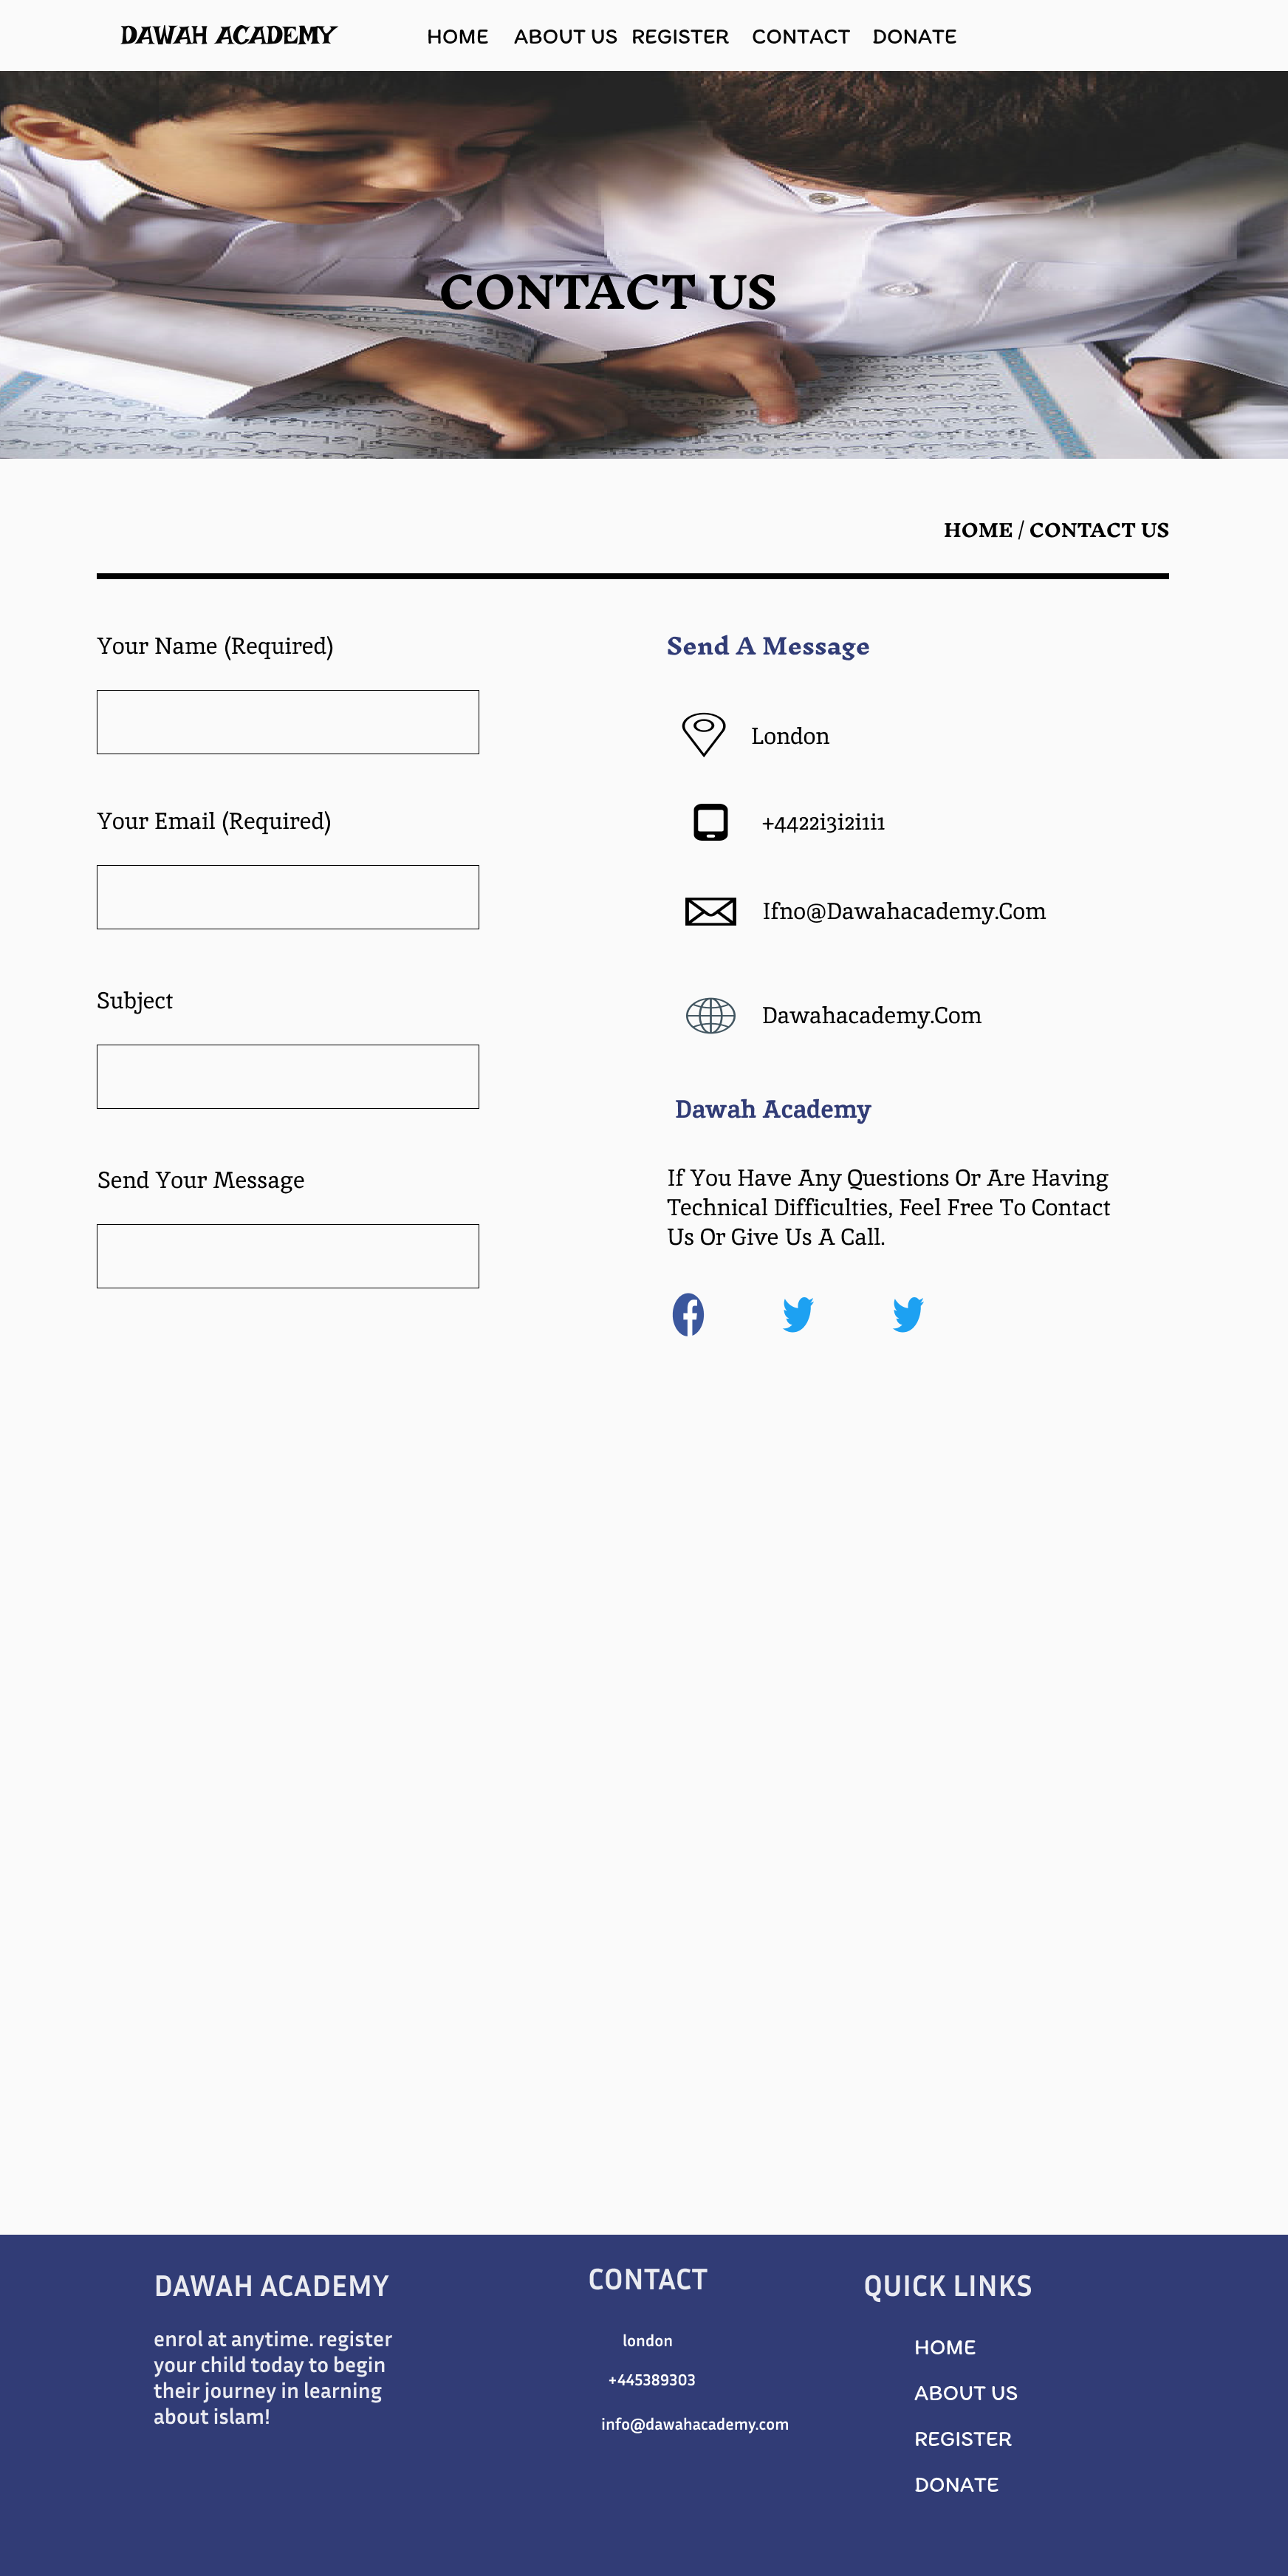 DAWAH ACADEMY
HOME ABOUT US REGISTER CONTACT DONATE
CONTACT US
HOME / CONTACT US
Your Name (Required)
Your Email (Required)
Subject
Send Your Message
Send A Message
London
+4422i3i2i1i1
Ifno@Dawahacademy.Com
Dawahacademy.Com
Dawah Academy
If You Have Any Questions Or Are Having
Technical Difficulties, Feel Free To Contact
Us Or Give Us A Call.
DAWAH ACADEMY
enrol at anytime. register
your child today to begin
their journey in learning
about islam!
CONTACT
london
+445389303
info@dawahacademy.com
QUICK LINKS
HOME
ABOUT US
REGISTER
DONATE